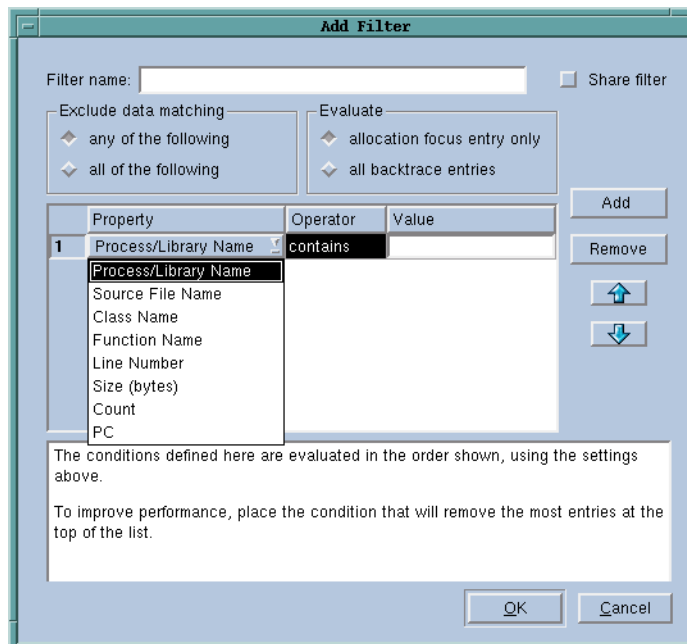 Add Filter
Filter name:
Share filter
Exclude data matching
Evaluate
any of the following
allocation focus entry only
all of the following
all backtrace entries
Add
Property Operator Value
1 Process/Library Name contains
Remove
Process/Library Name
Source File Name
Class Name
Function Name
Line Number
Size (bytes)
Count
PC
The conditions defined here are evaluated in the order shown, using the settings
above.
To improve performance, place the condition that will remove the most entries at the
top of the list.
OK
Cancel